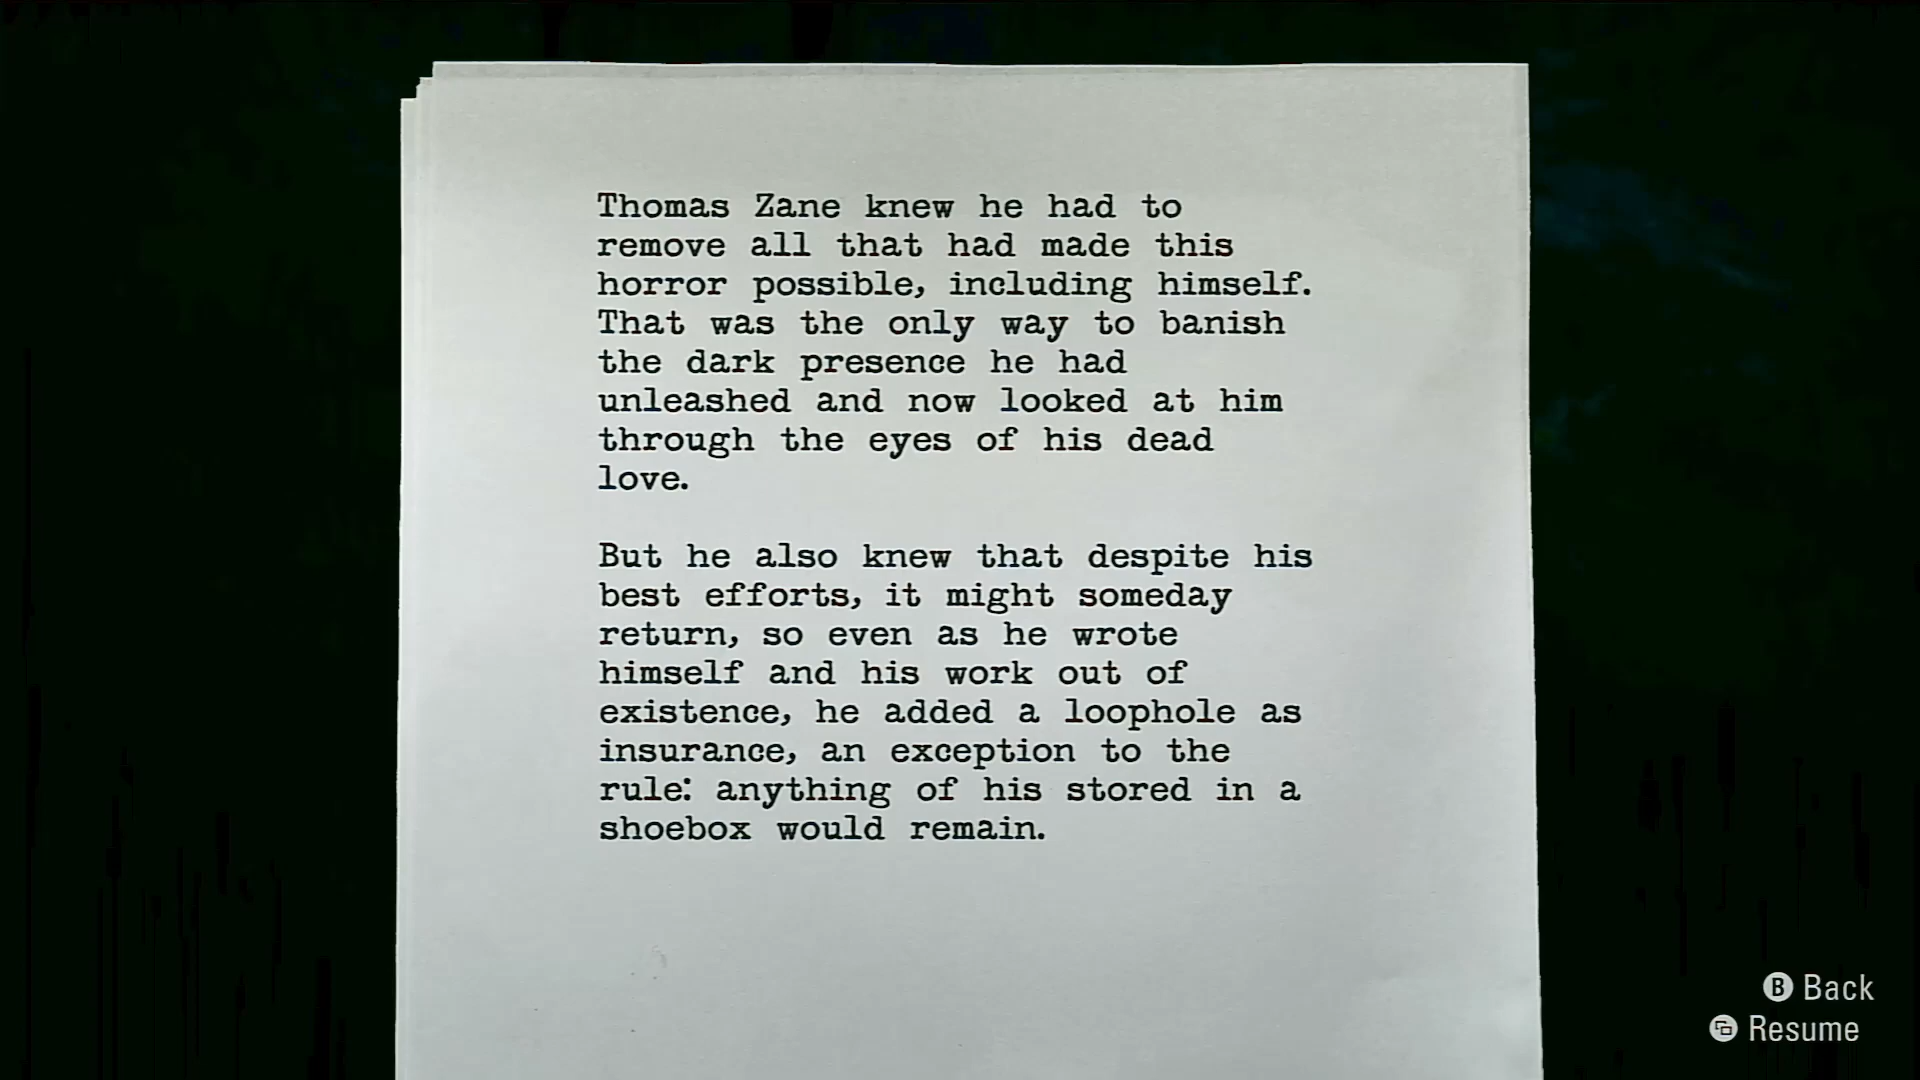 Thomas Zane knew he had to
remove all that had made this
horror possible, including himself.
That was the only way to banish
the dark presence he had
unleashed and now looked at him
through the eyes of his dead
love.
But he also knew that despite his
best efforts, it might someday
return, so even as he wrote
himself and his work out of
existence, he added a loophole as
insurance, an exception to the
rule: anything of his stored in a
shoebox would remain.
B Back
Resume